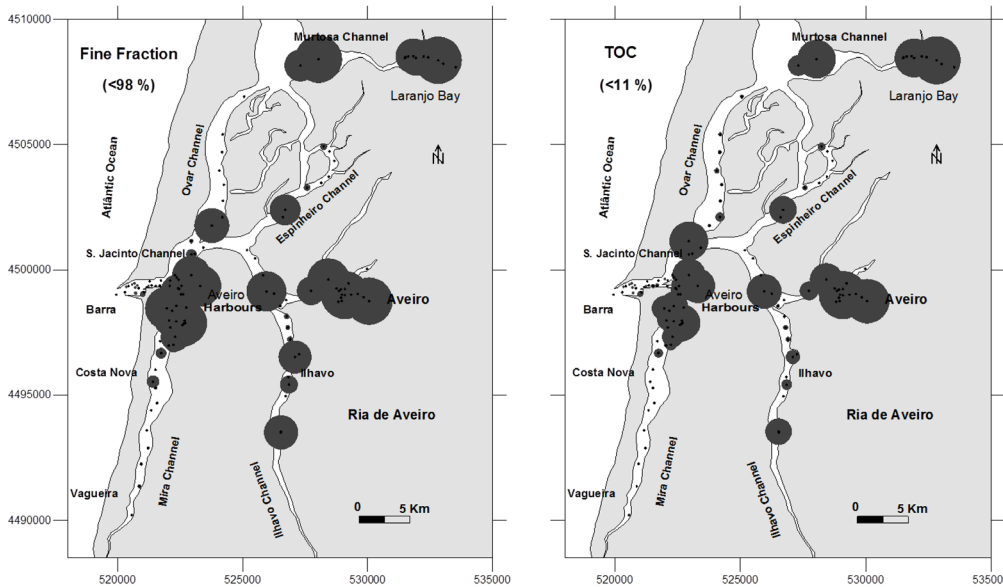 4510000
4505000
4500000
4495000
4490000
520000
525000
530000
535000
Fine Fraction
(<98 %)
Murtosa Channel
Laranjo Bay
Atlântic Ocean
Ovar Channel
N
Espinheiro Channel
S. Jacinto Channel
Barra
Aveiro
Harbours
Aveiro
Costa Nova
Ilhavo
Ria de Aveiro
Mira Channel
Vagueira
Ilhavo Channel
0 5 Km
TOC
(<11 %)
Murtosa Channel
Laranjo Bay
Atlântic Ocean
Ovar Channel
N
Espinheiro Channel
S. Jacinto Channel
Barra
Aveiro
Harbours
Aveiro
Costa Nova
Ilhavo
Ria de Aveiro
Mira Channel
Vagueira
Ilhavo Channel
0 5 Km
520000
525000
530000